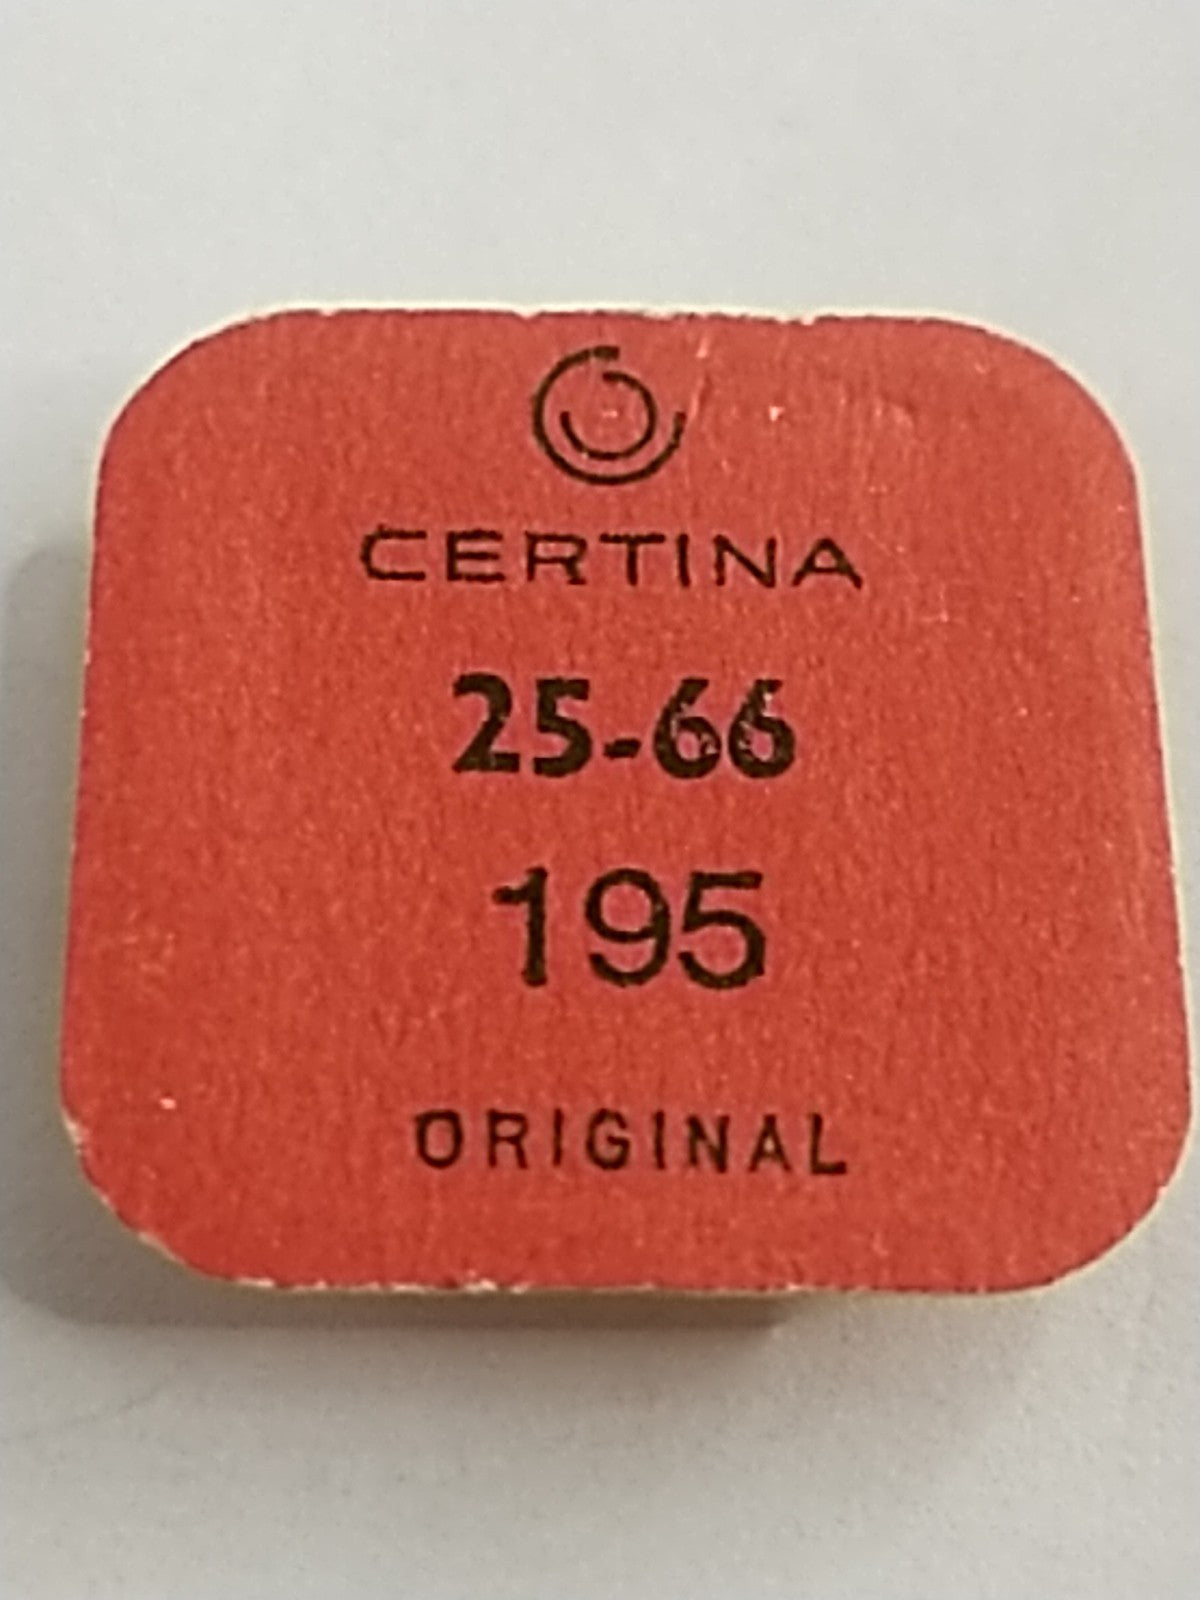 CERTINA
25-66
195
ORIGINAL